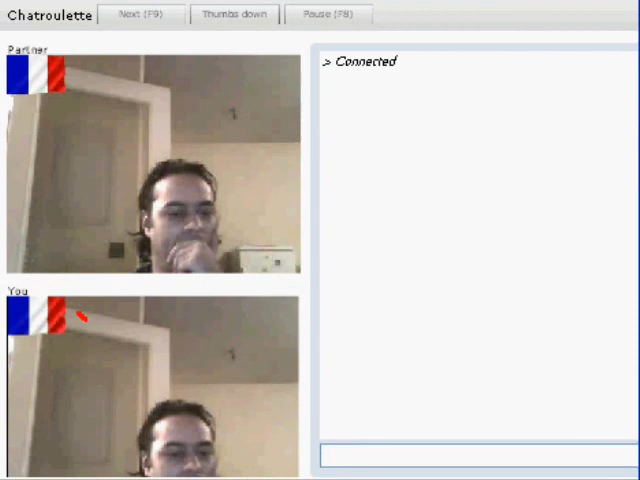 Chatroulette Next (F9) Thumbs down Pause (F8)
Partner
> Connected
You